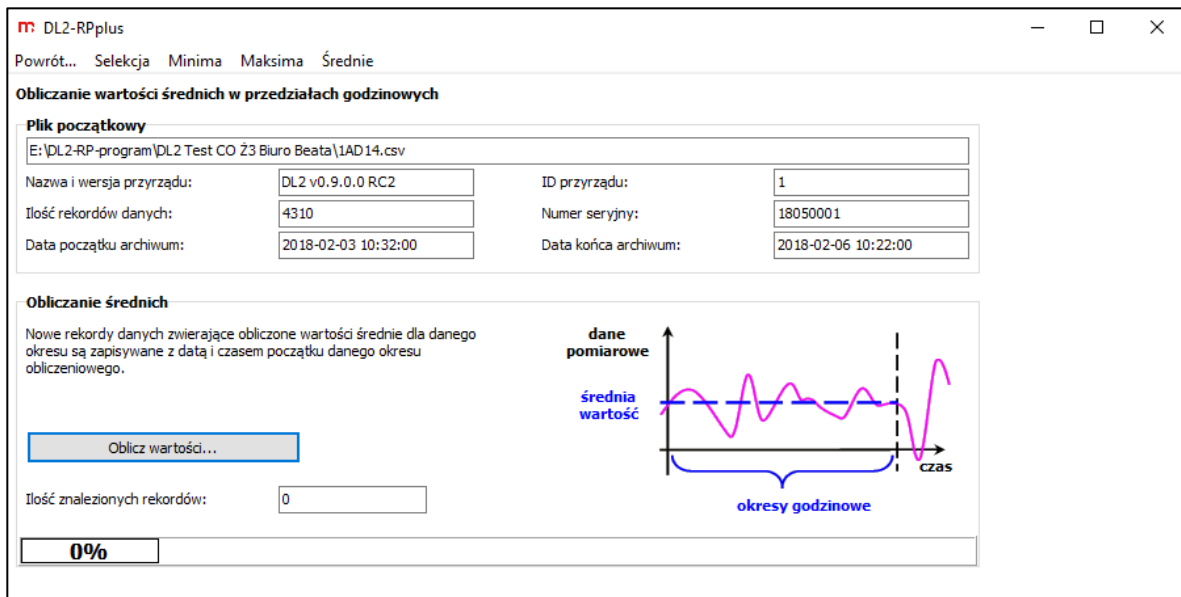 DL2-RPplus
Powrót... Selekcja Minima Maksima Średnie
Obliczanie wartości średnich w przedziałach godzinowych
Plik początkowy
E:\DL2-RP-program\DL2 Test CO Ż3 Biuro Beata\1AD14.csv
Nazwa i wersja przyrządu: DL2 v0.9.0.0 RC2 ID przyrządu: 1
Ilość rekordów danych: 4310 Numer seryjny: 18050001
Data początku archiwum: 2018-02-03 10:32:00 Data końca archiwum: 2018-02-06 10:22:00
Obliczanie średnich
Nowe rekordy danych zwierające obliczone wartości średnie dla danego
okresu są zapisywane z datą i czasem początku danego okresu
obliczeniowego.
dane
pomiarowe
średnia
wartość
czas
okresy godzinowe
Oblicz wartości...
Ilość znalezionych rekordów: 0
0%